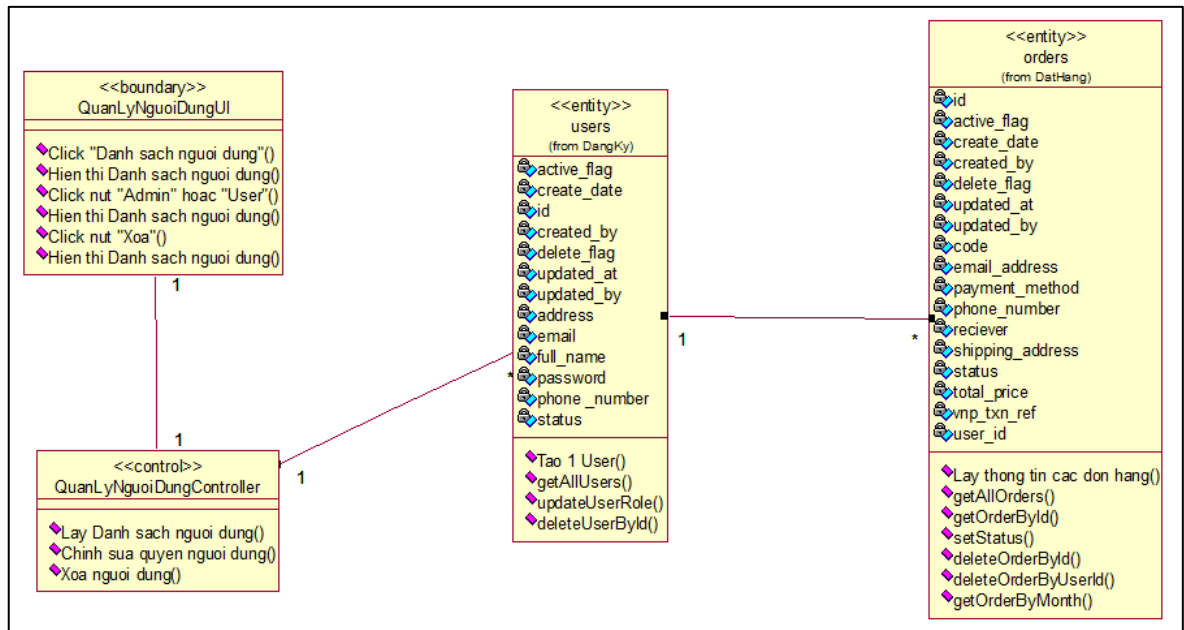 <<boundary>>
QuanLyNguoiDungUI
Click "Danh sach nguoi dung"()
Hien thi Danh sach nguoi dung()
Click nut "Admin" hoac "User"()
Hien thi Danh sach nguoi dung()
Click nut "Xoa"()
Hien thi Danh sach nguoi dung()
1
1
<<control>>
QuanLyNguoiDungController
Lay Danh sach nguoi dung()
Chinh sua quyen nguoi dung()
Xoa nguoi dung()
1
*
<<entity>>
users
(from DangKy)
active_flag
create_date
id
created_by
delete_flag
updated_at
updated_by
address
email
full_name
password
phone _number
status
Tao 1 User()
getAllUsers()
updateUserRole()
deleteUserById()
1
*
<<entity>>
orders
(from DatHang)
id
active_flag
create_date
created_by
delete_flag
updated_at
updated_by
code
email_address
payment_method
phone_number
reciever
shipping_address
status
total_price
vnp_txn_ref
user_id
Lay thong tin cac don hang()
getAllOrders()
getOrderById()
setStatus()
deleteOrderById()
deleteOrderByUserId()
getOrderByMonth()